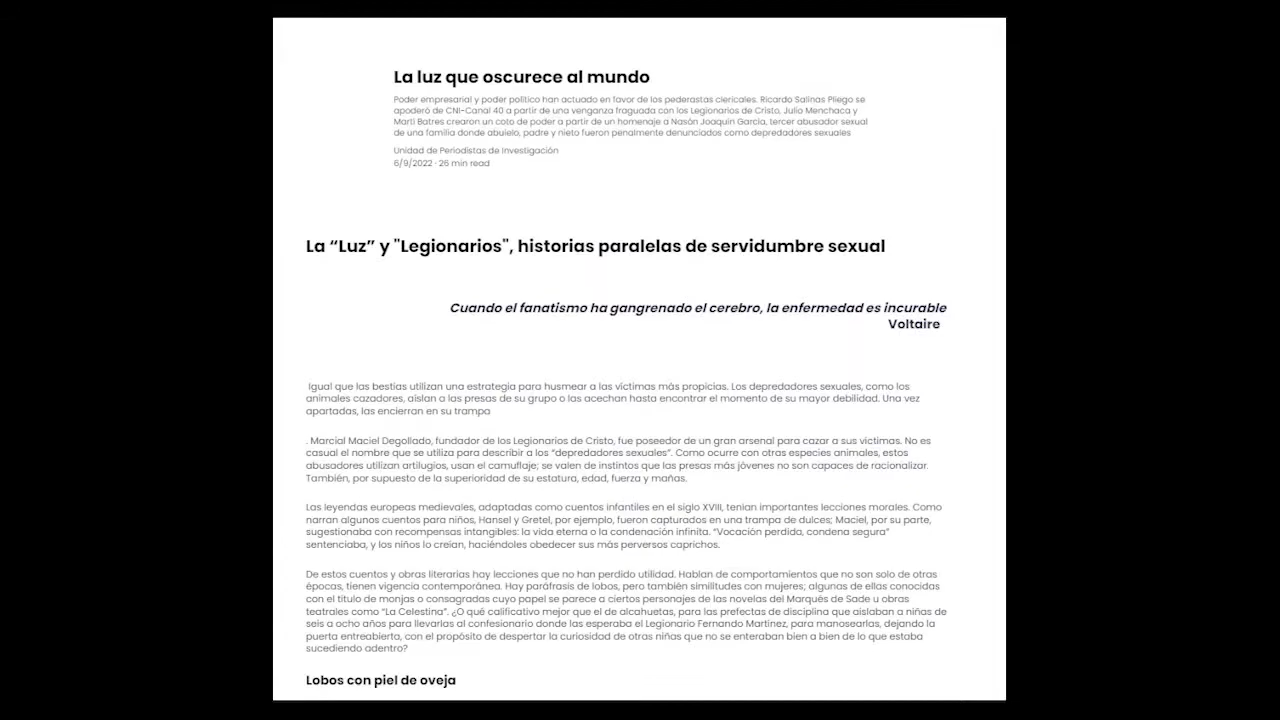 La luz que oscurece al mundo
Poder empresarial y poder político han actuado en favor de los pederastas clericales. Ricardo Salinas Pliego se
apoderó de CNI-Canal 40 a partir de una venganza fraguada con los Legionarios de Cristo, Julio Menchaca y
Martí Batres crearon un coto de poder a partir de un homenaje a Nasón Joaquín García, tercer abusador sexual
de una familia donde abuelo, padre y nieto fueron penalmente denunciados como depredadores sexuales
Unidad de Periodistas de Investigación
6/9/2022 · 26 min read
La “Luz” y "Legionarios", historias paralelas de servidumbre sexual
Cuando el fanatismo ha gangrenado el cerebro, la enfermedad es incurable
Voltaire
Igual que las bestias utilizan una estrategia para husmear a las víctimas más propicias. Los depredadores sexuales, como los
animales cazadores, aíslan a las presas de su grupo o las acechan hasta encontrar el momento de su mayor debilidad. Una vez
apartadas, las encierran en su trampa
. Marcial Maciel Degollado, fundador de los Legionarios de Cristo, fue poseedor de un gran arsenal para cazar a sus víctimas. No es
casual el nombre que se utiliza para describir a los “depredadores sexuales”. Como ocurre con otras especies animales, estos
abusadores utilizan artilugios, usan el camuflaje; se valen de instintos que las presas más jóvenes no son capaces de racionalizar.
También, por supuesto de la superioridad de su estatura, edad, fuerza y mañas.
Las leyendas europeas medievales, adaptadas como cuentos infantiles en el siglo XVIII, tenían importantes lecciones morales. Como
narran algunos cuentos para niños, Hansel y Gretel, por ejemplo, fueron capturados en una trampa de dulces; Maciel, por su parte,
sugestionaba con recompensas intangibles: la vida eterna o la condenación infinita. “Vocación perdida, condena segura”
sentenciaba, y los niños lo creían, haciéndoles obedecer sus más perversos caprichos.
De estos cuentos y obras literarias hay lecciones que no han perdido utilidad. Hablan de comportamientos que no son solo de otras
épocas, tienen vigencia contemporánea. Hay paráfrasis de lobos, pero también similitudes con mujeres; algunas de ellas conocidas
con el título de monjas o consagradas cuyo papel se parece a ciertos personajes de las novelas del Marqués de Sade u obras
teatrales como “La Celestina”. ¿O qué calificativo mejor que el de alcahuetas, para las prefectas de disciplina que aislaban a niñas de
seis a ocho años para llevarlas al confesionario donde las esperaba el Legionario Fernando Martínez, para manosearlas, dejando la
puerta entreabierta, con el propósito de despertar la curiosidad de otras niñas que no se enteraban bien a bien de lo que estaba
sucediendo adentro?
Lobos con piel de oveja